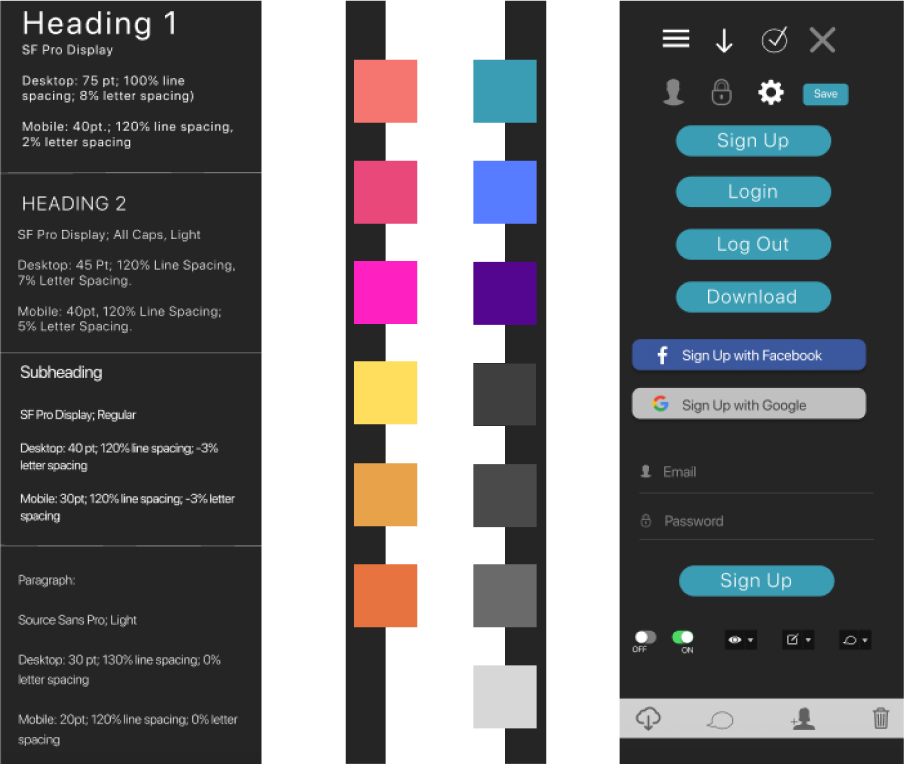 Heading 1
SF Pro Display
Desktop: 75 pt; 100% line
spacing; 8% letter spacing)
Mobile: 40pt.; 120% line spacing,
2% letter spacing
HEADING 2
SF Pro Display; All Caps, Light
Desktop: 45 Pt; 120% Line Spacing,
7% Letter Spacing.
Mobile: 40pt, 120% Line Spacing;
5% Letter Spacing.
Subheading
SF Pro Display; Regular
Desktop: 40 pt; 120% line spacing; -3%
letter spacing
Mobile: 30pt; 120% line spacing; -3% letter
spacing
Paragraph:
Source Sans Pro; Light
Desktop: 30 pt; 130% line spacing; 0%
letter spacing
Mobile: 20pt; 120% line spacing; 0% letter
spacing
Save
Sign Up
Login
Log Out
Download
f Sign Up with Facebook
G Sign Up with Google
Email
Password
Sign Up
OFF
ON